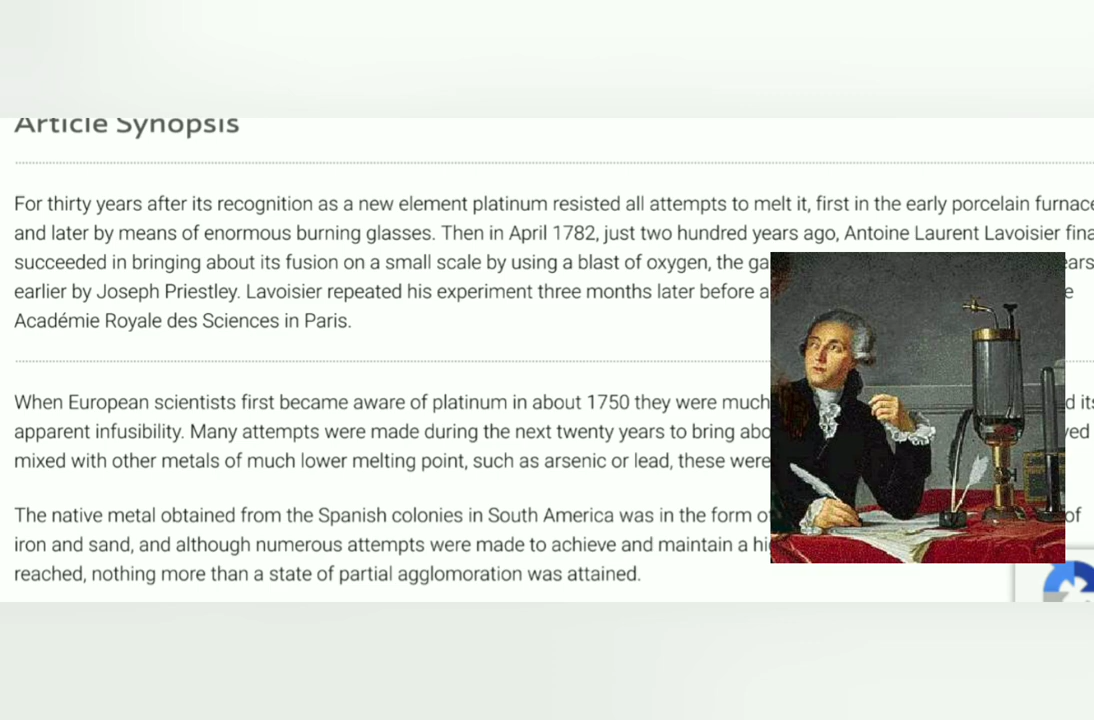 Article Synopsis
For thirty years after its recognition as a new element platinum resisted all attempts to melt it, first in the early porcelain
and later by means of enormous burning glasses. Then in April 1782, just two hundred years ago, Antoine Laurent Lavoisier
succeeded in bringing about its fusion on a small scale by using a blast of oxygen, the
earlier by Joseph Priestley. Lavoisier repeated his experiment three months later before a
Académie Royale des Sciences in Paris.
When European scientists first became aware of platinum in about 1750 they were much
apparent infusibility. Many attempts were made during the next twenty years to bring
mixed with other metals of much lower melting point, such as arsenic or lead, these were
The native metal obtained from the Spanish colonies in South America was in the form of
iron and sand, and although numerous attempts were made to achieve and maintain a
reached, nothing more than a state of partial agglomoration was attained.